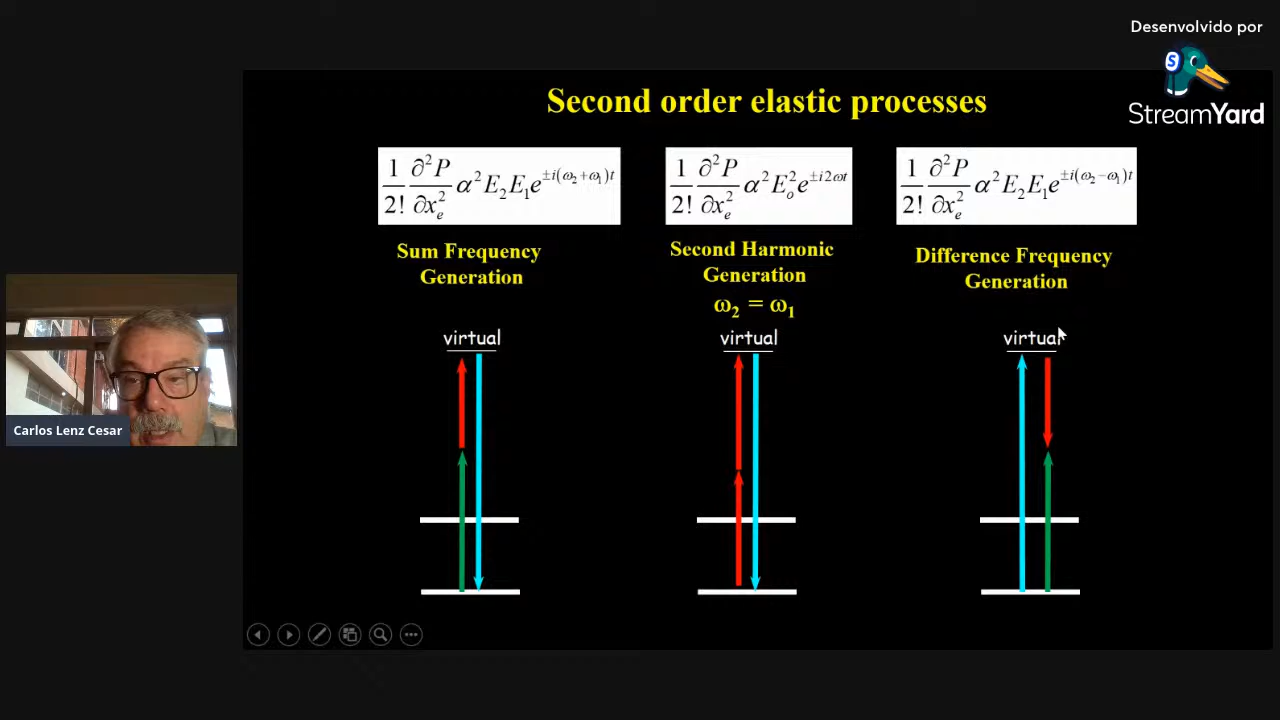 Desenvolvido por
StreamYard
Second order elastic processes
1/2! ∂²P/∂x_e² α² E₂E₁e^{±i(ω₂+ω₁)t}
1/2! ∂²P/∂x_e² α² E_o² e^{±i2ωt}
1/2! ∂²P/∂x_e² α² E₂E₁e^{±i(ω₂−ω₁)t}
Sum Frequency
Generation
Second Harmonic
Generation
ω₂ = ω₁
Difference Frequency
Generation
virtual
virtual
virtual
Carlos Lenz Cesar